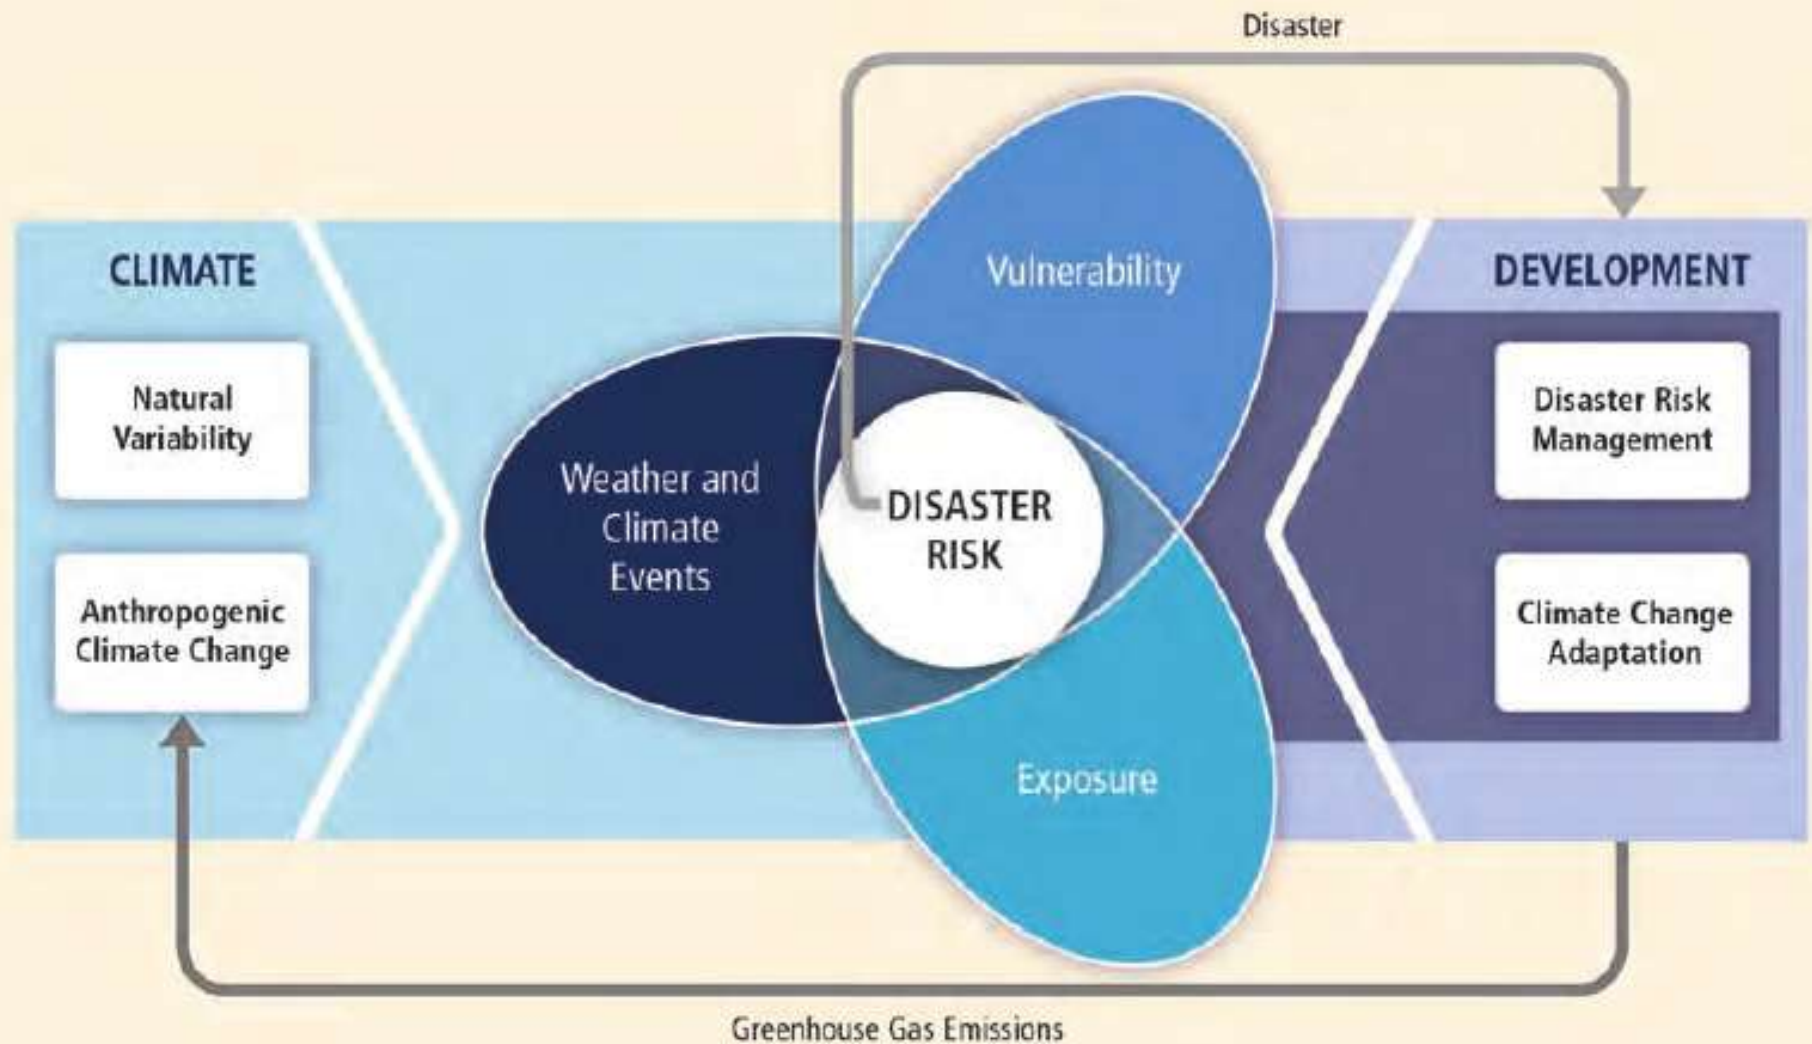 Disaster
CLIMATE
Natural
Variability
Anthropogenic
Climate Change
Weather and
Climate
Events
Vulnerability
DISASTER
RISK
Exposure
DEVELOPMENT
Disaster Risk
Management
Climate Change
Adaptation
Greenhouse Gas Emissions